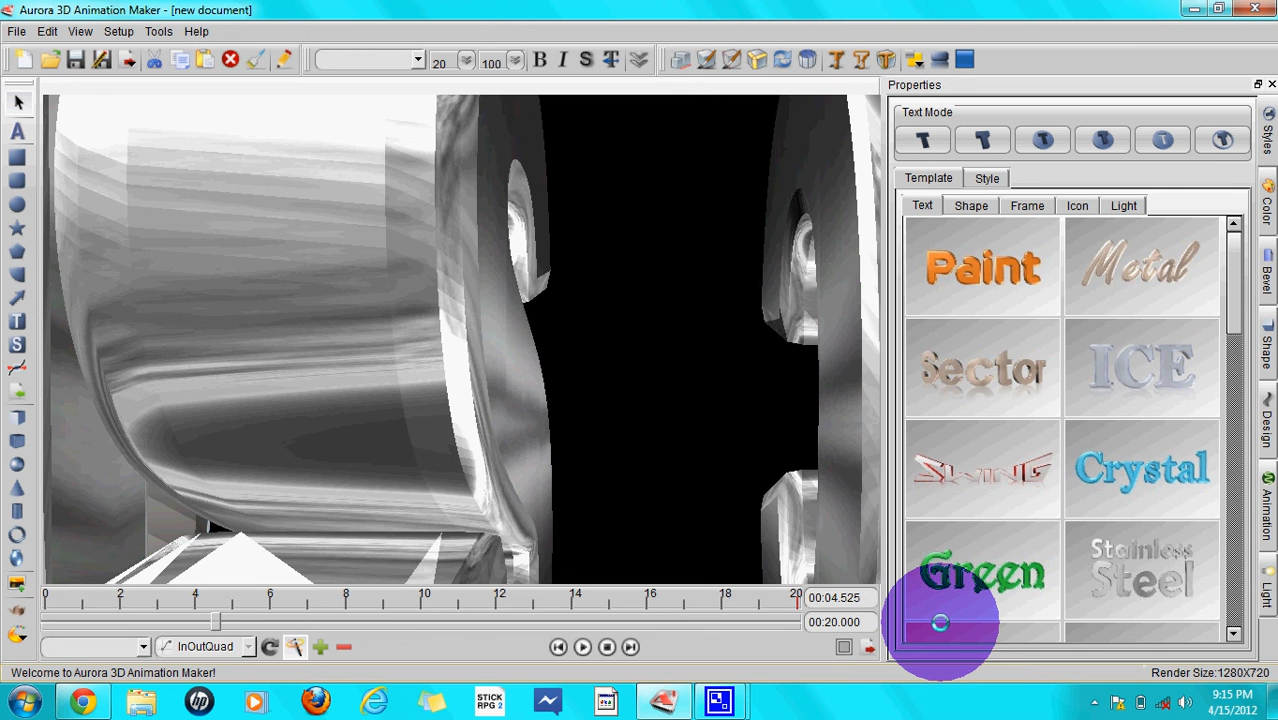 Aurora 3D Animation Maker - [new document]
File Edit View Setup Tools Help
20 100 B I S T
Properties
Text Mode
Template Style
Text Shape Frame Icon Light
Paint Metal
Sector ICE
SWING Crystal
Green Stainless Steel
Styles
Color
Bevel
Shape
Design
Animation
Light
A
T
S
0 2 4 6 8 10 12 14 16 18 20 00:04.525
00:20.000
InOutQuad
Welcome to Aurora 3D Animation Maker! Render Size:1280X720
hp
STICK
RPG 2
9:15 PM
4/15/2012